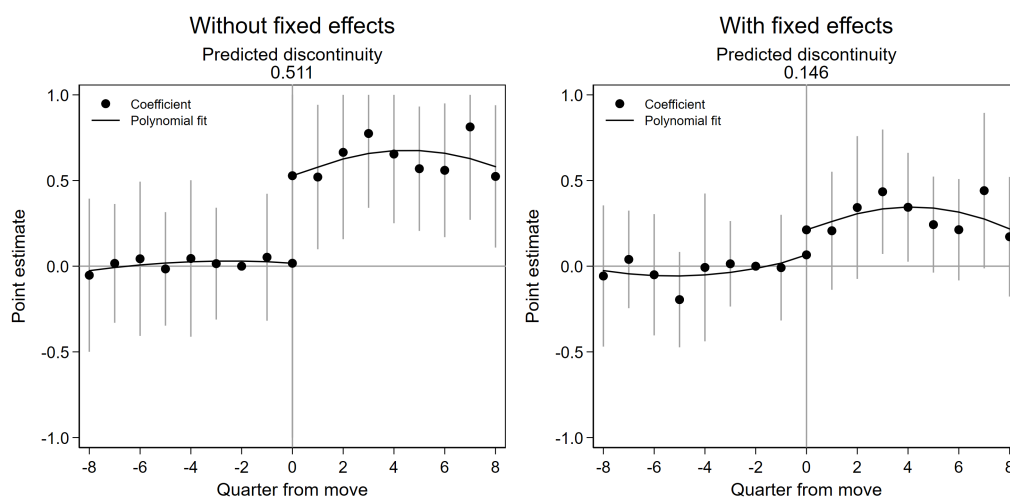 Without fixed effects
Predicted discontinuity
0.511
Coefficient
Polynomial fit
1.0
0.5
0.0
-0.5
-1.0
Point estimate
-8 -6 -4 -2 0 2 4 6 8
Quarter from move
With fixed effects
Predicted discontinuity
0.146
Coefficient
Polynomial fit
1.0
0.5
0.0
-0.5
-1.0
Point estimate
-8 -6 -4 -2 0 2 4 6 8
Quarter from move